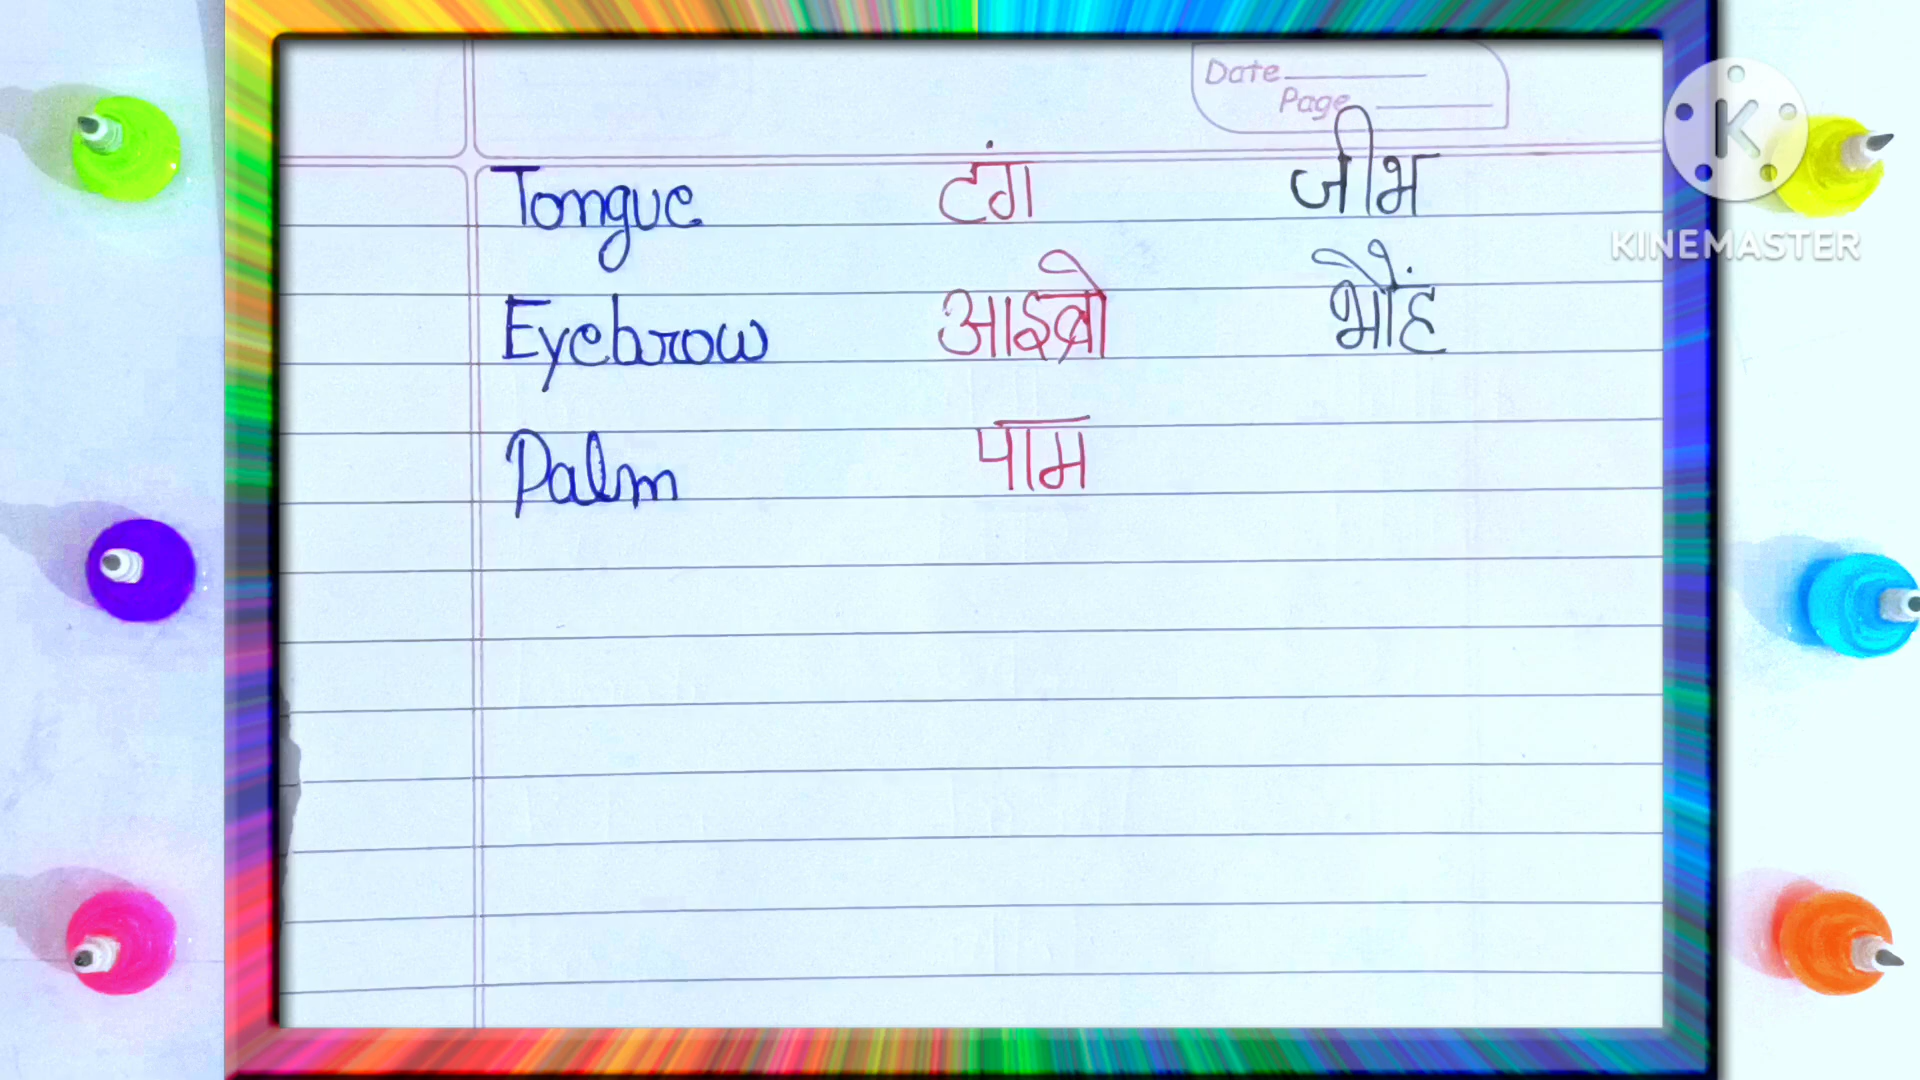 Date
Page
Tongue टंग जीभ
Eyebrow आइब्रो भौंह
Palm पाम
K
KINEMASTER